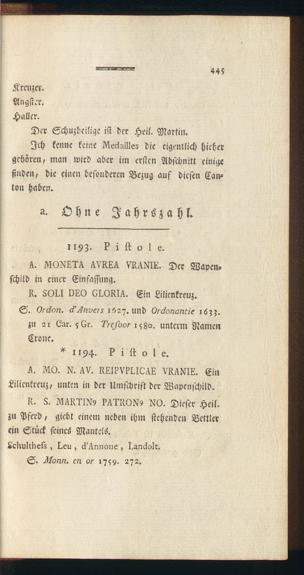 445
Kreuzer.
Angster.
Haller.
Der Schutzheilige ist der Heil. Martin.
Ich kenne keine Medailles die eigentlich hieher
gehören, man wird aber im ersten Abschnitt einige
finden, die einen besonderen Bezug auf diesen Can-
ton haben.
a. Ohne Jahrszahl.
1193. Pistole.
A. MONETA AVREA VRANIE. Der Wapen-
schild in einer Einfassung.
R. SOLI DEO GLORIA. Ein Lilienkreuz.
S. Ordon. d'Anvers 1627. und Ordonantie 1633.
zu 21 Car. 5 Gr. Tresoor 1580. unterm Namen
Crone.
* 1194. Pistole.
A. MO. N. AV. REIPVPLICAE VRANIE. Ein
Lilienkreuz, unten in der Umschrift der Wapenschild.
R. S. MARTIN9 PATRON9 NO. Dieser Heil.
zu Pferd, giebt einem neben ihm stehenden Bettler
ein Stück seines Mantels.
Schulthess, Leu, d'Annone, Landolt.
S. Monn. en or 1759. 272.